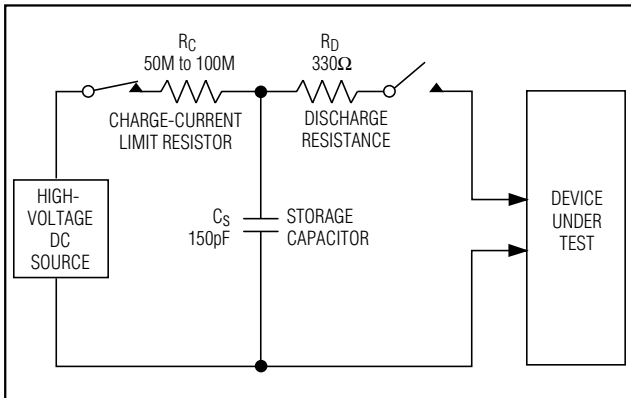 R_C
50M to 100M
CHARGE-CURRENT
LIMIT RESISTOR
R_D
330Ω
DISCHARGE
RESISTANCE
HIGH-
VOLTAGE
DC
SOURCE
C_S
150pF
STORAGE
CAPACITOR
DEVICE
UNDER
TEST